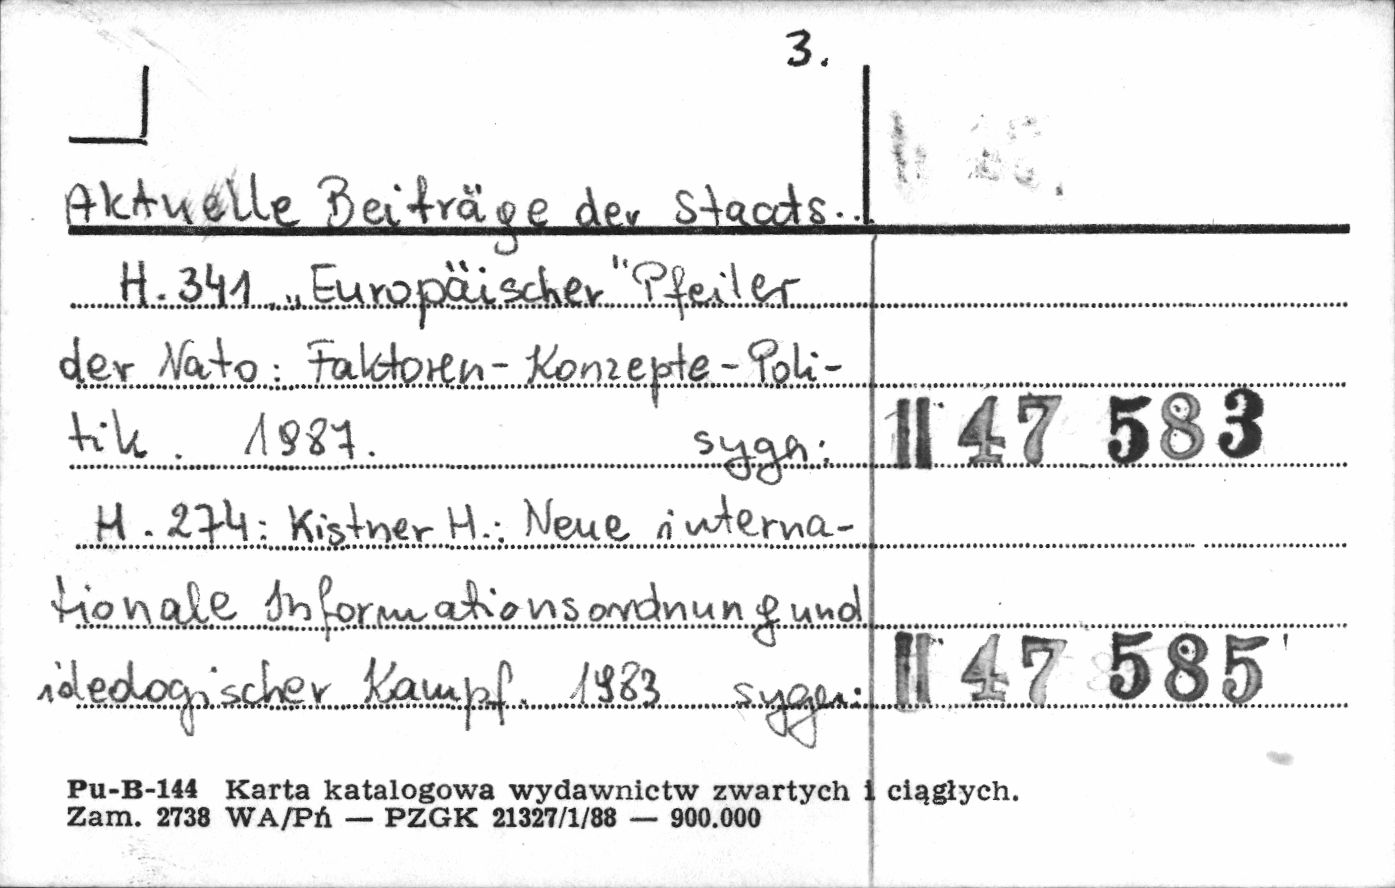 3.
Aktuelle Beiträge der Staats...
H. 341 „Europäischer" Pfeiler
der Nato: Faktoren - Konzepte - Poli-
tik. 1987. sygn: II 47 583
H. 274: Kistner H.: Neue interna-
tionale Informationsordnung und
ideologischer Kampf. 1983 sygn: II 47 585
Pu-B-144 Karta katalogowa wydawnictw zwartych i ciągłych.
Zam. 2738 WA/Pń — PZGK 21327/1/88 — 900.000